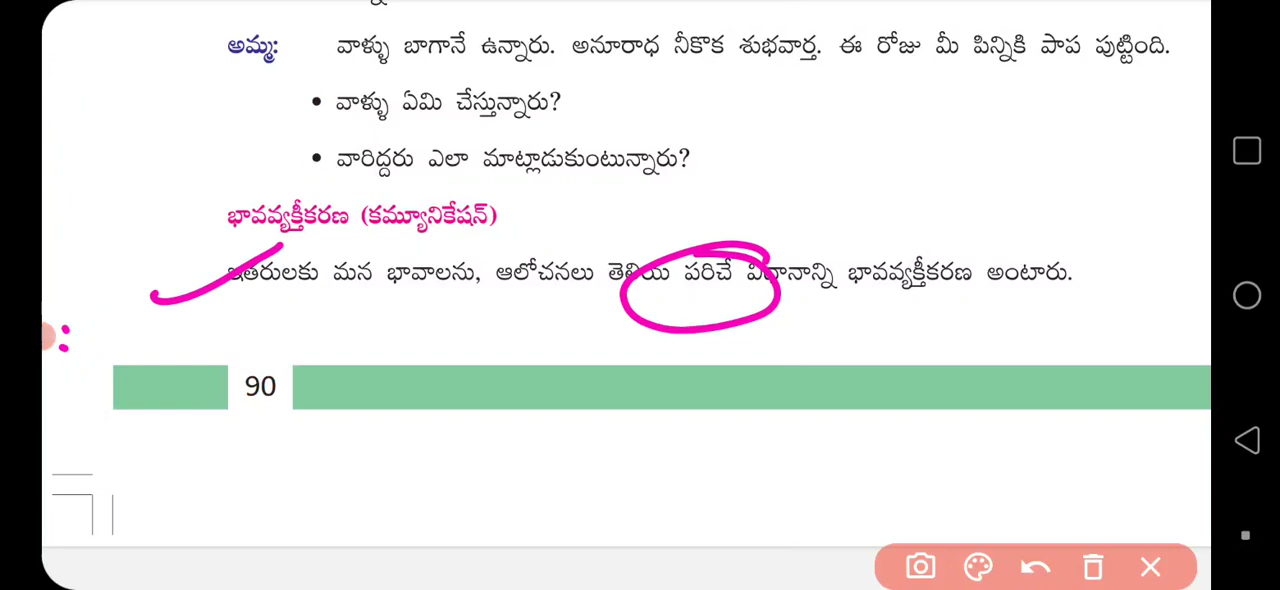 అమ్మ: వాళ్ళు బాగానే ఉన్నారు. అనూరాధ నీకొక శుభవార్త. ఈ రోజు మీ పిన్నికి పాప పుట్టింది.
• వాళ్ళు ఏమి చేస్తున్నారు?
• వారిద్దరు ఎలా మాట్లాడుకుంటున్నారు?
భావవ్యక్తీకరణ (కమ్యూనికేషన్)
ఇతరులకు మన భావాలను, ఆలోచనలు తెలియ పరిచే విధానాన్ని భావవ్యక్తీకరణ అంటారు.
90